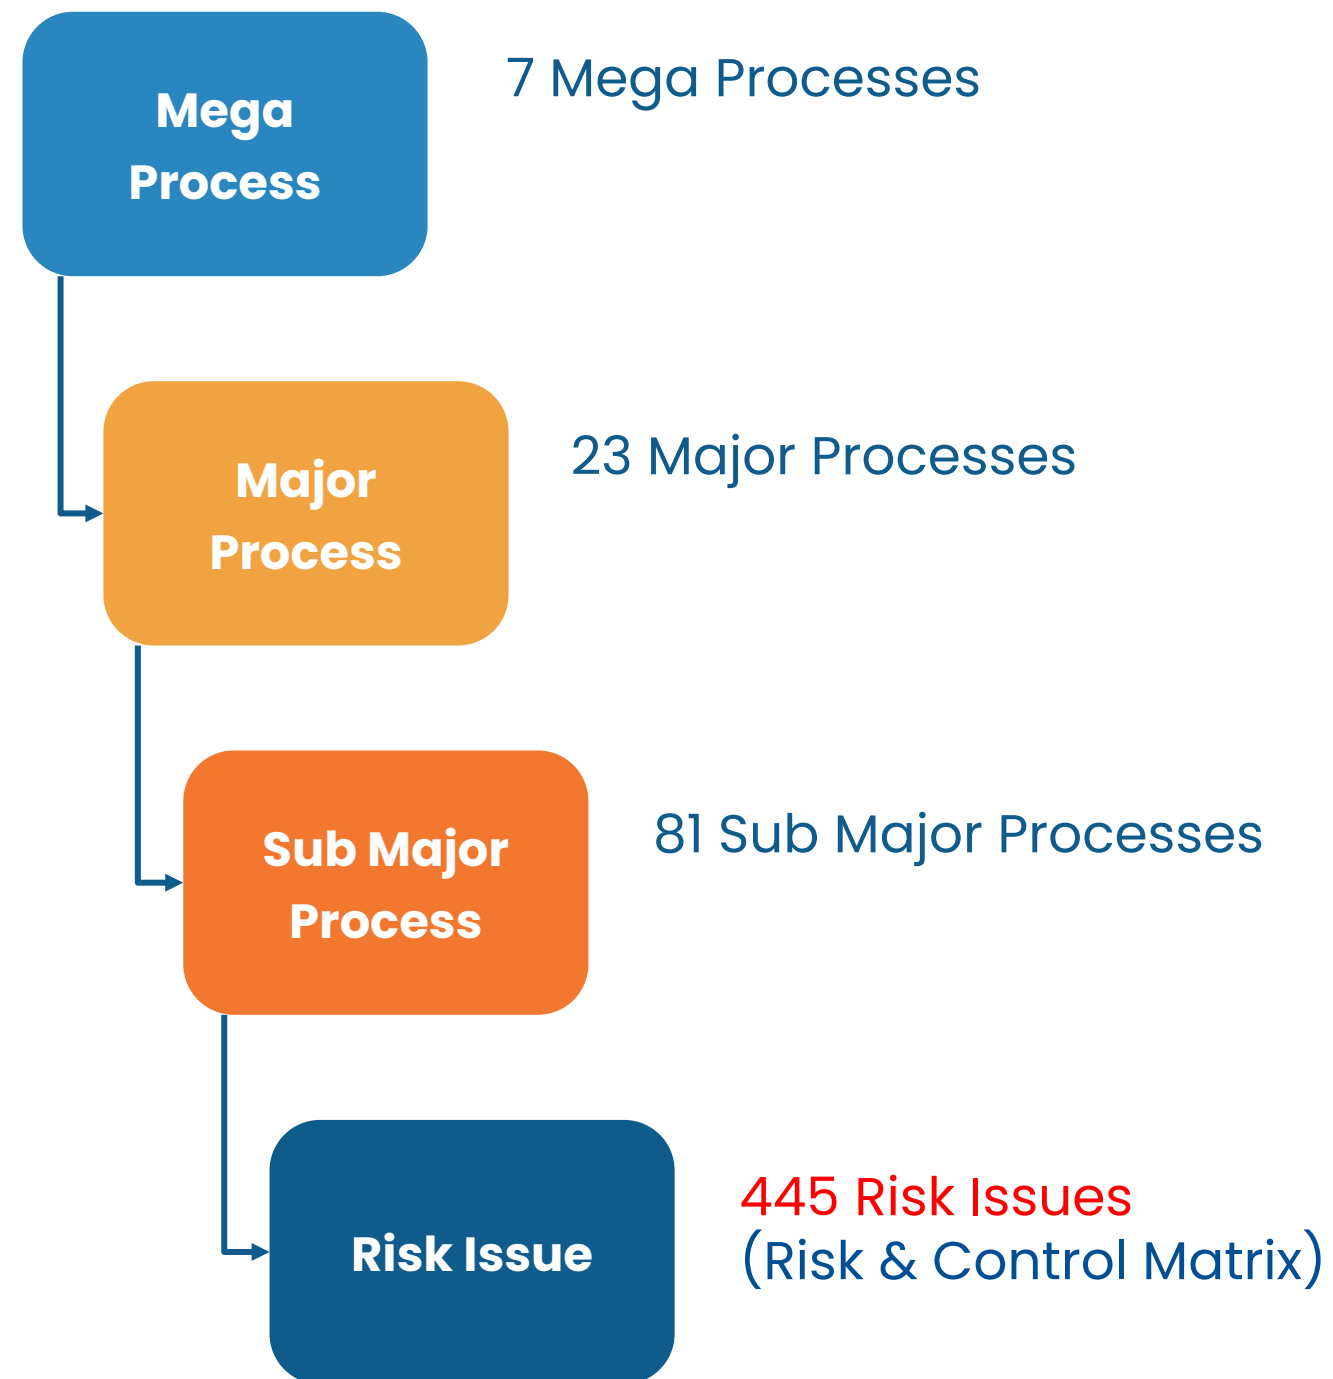 Mega
Process
7 Mega Processes
Major
Process
23 Major Processes
Sub Major
Process
81 Sub Major Processes
Risk Issue
445 Risk Issues
(Risk & Control Matrix)